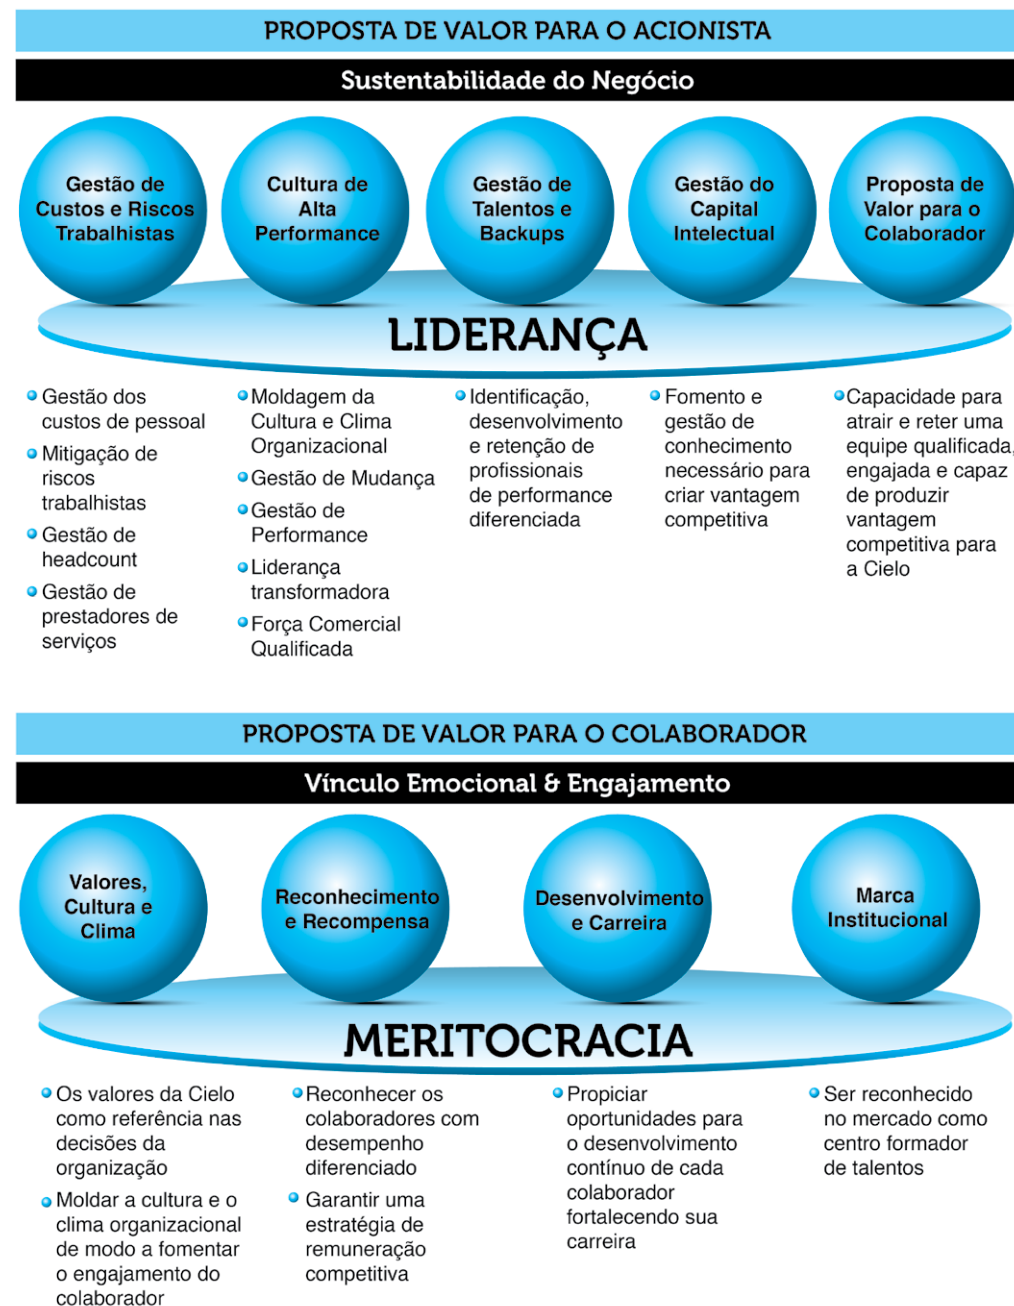 PROPOSTA DE VALOR PARA O ACIONISTA
Sustentabilidade do Negócio
Gestão de
Custos e Riscos
Trabalhistas
Cultura de
Alta
Performance
Gestão de
Talentos e
Backups
Gestão do
Capital
Intelectual
Proposta de
Valor para o
Colaborador
LIDERANÇA
Gestão dos
custos de pessoal
Mitigação de
riscos
trabalhistas
Gestão de
headcount
Gestão de
prestadores de
serviços
Moldagem da
Cultura e Clima
Organizacional
Gestão de Mudança
Gestão de
Performance
Liderança
transformadora
Força Comercial
Qualificada
Identificação,
desenvolvimento
e retenção de
profissionais
de performance
diferenciada
Fomento e
gestão de
conhecimento
necessário para
criar vantagem
competitiva
Capacidade para
atrair e reter uma
equipe qualificada,
engajada e capaz
de produzir
vantagem
competitiva para
a Cielo
PROPOSTA DE VALOR PARA O COLABORADOR
Vínculo Emocional & Engajamento
Valores,
Cultura e
Clima
Reconhecimento
e Recompensa
Desenvolvimento
e Carreira
Marca
Institucional
MERITOCRACIA
Os valores da Cielo
como referência nas
decisões da
organização
Moldar a cultura e o
clima organizacional
de modo a fomentar
o engajamento do
colaborador
Reconhecer os
colaboradores com
desempenho
diferenciado
Garantir uma
estratégia de
remuneração
competitiva
Propiciar
oportunidades para
o desenvolvimento
contínuo de cada
colaborador
fortalecendo sua
carreira
Ser reconhecido
no mercado como
centro formador
de talentos